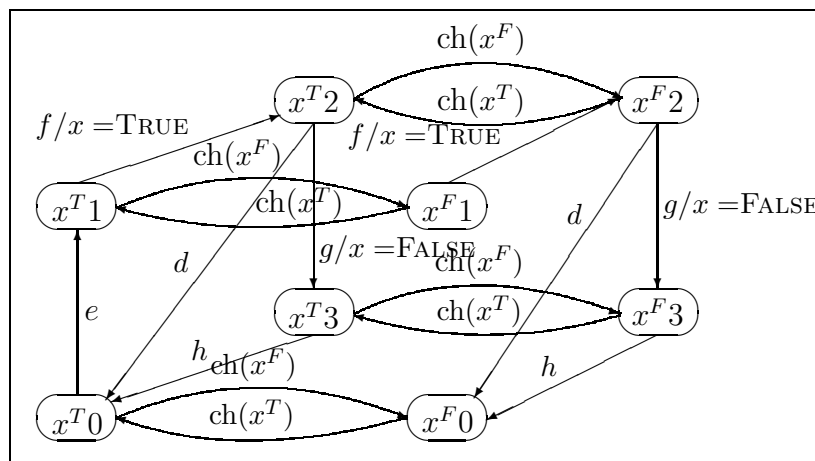 ch(x^F)
x^T2
ch(x^T)
x^F2
f/x =TRUE
f/x =TRUE
ch(x^F)
x^T1
ch(x^T)
x^F1
g/x =FALSE
d
d
g/x =FALSE
ch(x^F)
e
x^T3
ch(x^T)
x^F3
h
h
ch(x^F)
x^T0
ch(x^T)
x^F0